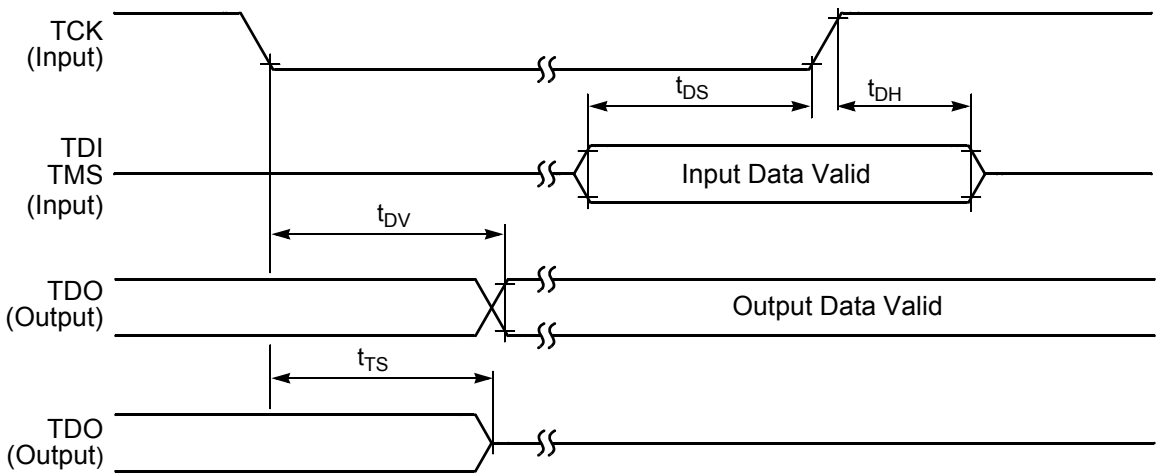 TCK
(Input)
tDS
tDH
TDI
TMS
(Input)
Input Data Valid
tDV
TDO
(Output)
Output Data Valid
tTS
TDO
(Output)